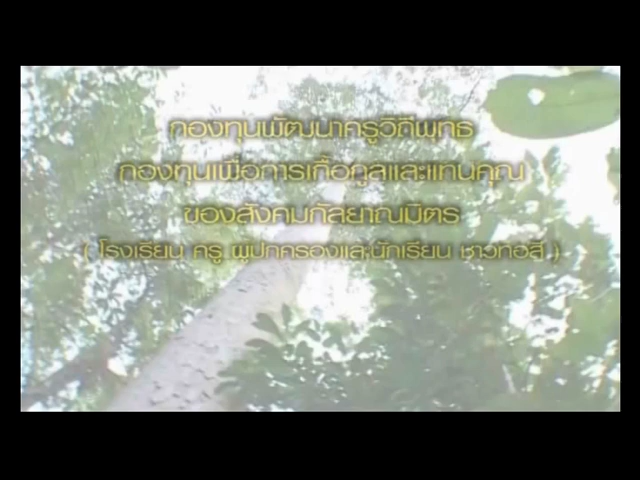 กองทุนพัฒนาครูวิถีพุทธ
กองทุนเพื่อการเกื้อกูลและแทนคุณ
ของสังคมกัลยาณมิตร
( โรงเรียน ครู ผู้ปกครองและนักเรียน ชาวทอสี )